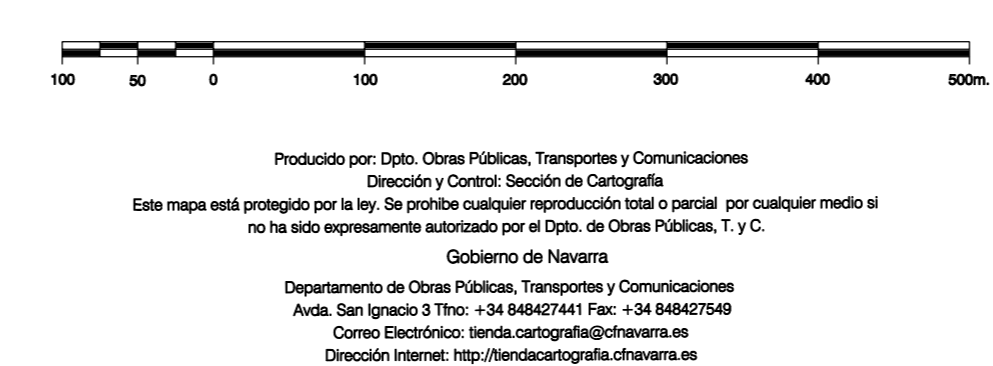 100 50 0 100 200 300 400 500m.
Producido por: Dpto. Obras Públicas, Transportes y Comunicaciones
Dirección y Control: Sección de Cartografía
Este mapa está protegido por la ley. Se prohibe cualquier reproducción total o parcial por cualquier medio si
no ha sido expresamente autorizado por el Dpto. de Obras Públicas, T. y C.
Gobierno de Navarra
Departamento de Obras Públicas, Transportes y Comunicaciones
Avda. San Ignacio 3 Tfno: +34 848427441 Fax: +34 848427549
Correo Electrónico: tienda.cartografia@cfnavarra.es
Dirección Internet: http://tiendacartografia.cfnavarra.es